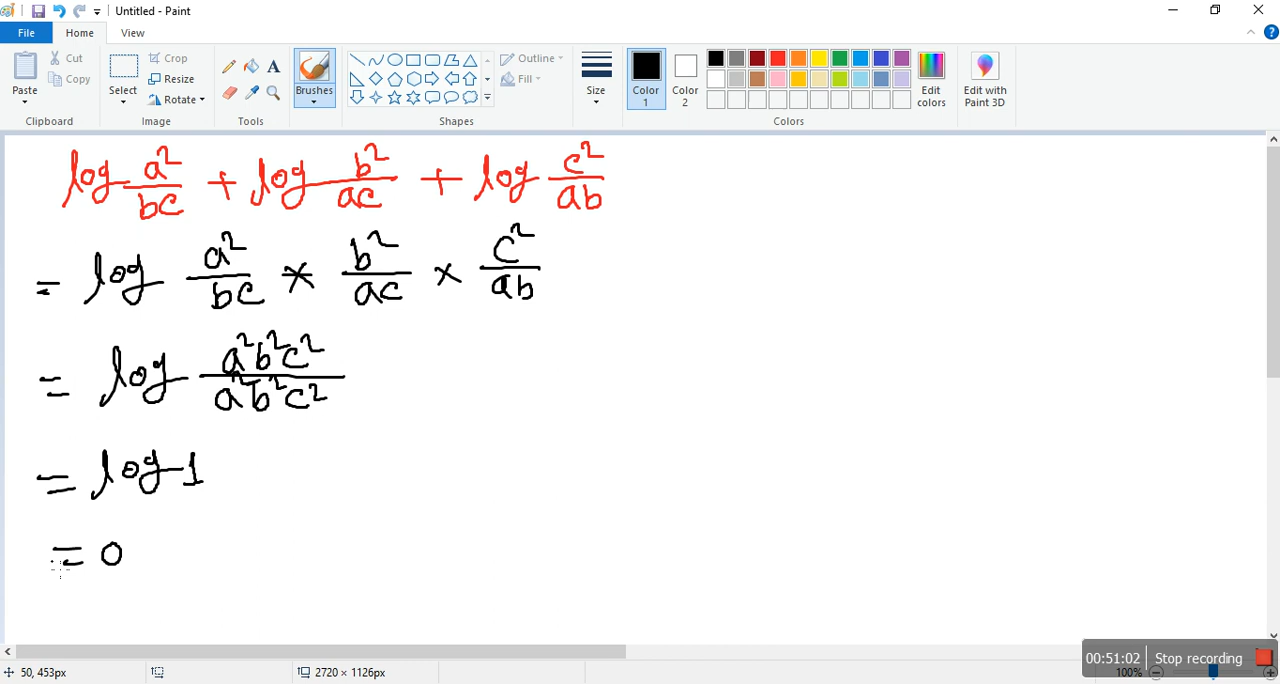 Untitled - Paint
File Home View
Paste Cut Copy Clipboard
Select Crop Resize Rotate Image
A Tools
Brushes
Outline Fill Shapes
Size
Color 1 Color 2 Edit colors Colors
Edit with Paint 3D
log a²/bc + log b²/ac + log c²/ab
= log a²/bc × b²/ac × c²/ab
= log a²b²c²/a²b²c²
= log 1
= 0
50, 453px 2720 × 1126px 100%
00:51:02 Stop recording